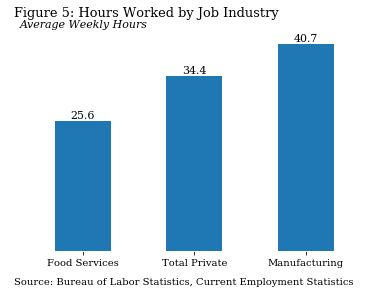 Figure 5: Hours Worked by Job Industry
Average Weekly Hours
40.7
34.4
25.6
Food Services
Total Private
Manufacturing
Source: Bureau of Labor Statistics, Current Employment Statistics